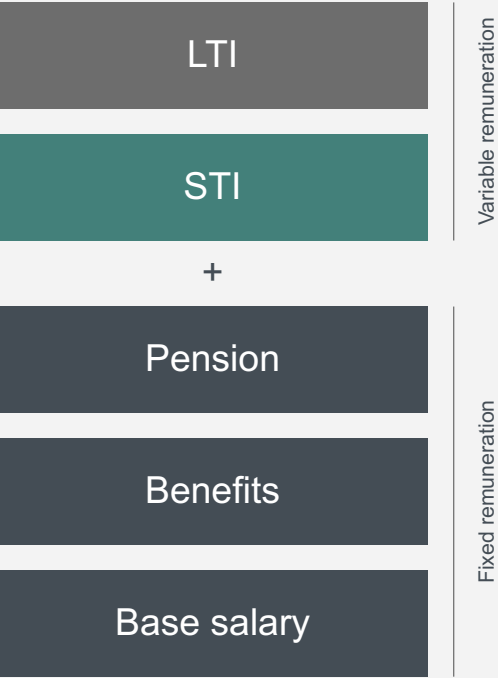 LTI
STI
Variable remuneration
+
Pension
Benefits
Base salary
Fixed remuneration